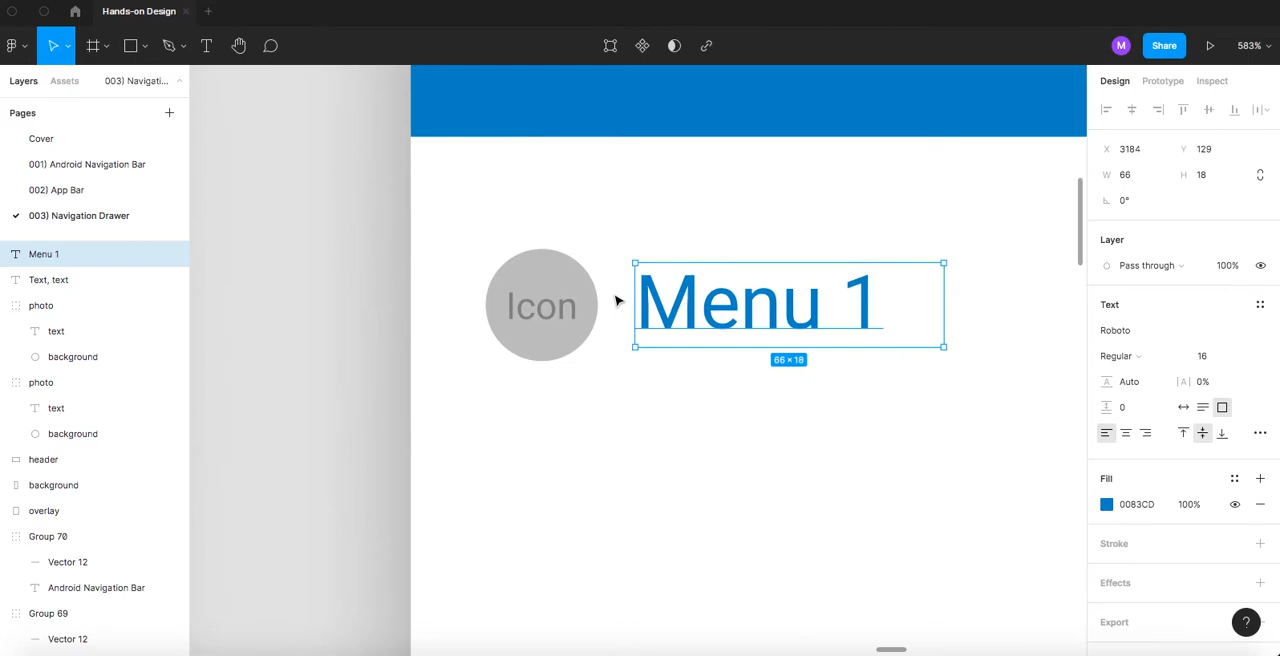 Hands-on Design
M
Share
583%
Layers
Assets
003) Navigati...
Design
Prototype
Inspect
Pages
Cover
001) Android Navigation Bar
002) App Bar
003) Navigation Drawer
Menu 1
Text, text
photo
text
background
photo
text
background
header
background
overlay
Group 70
Vector 12
Android Navigation Bar
Group 69
Vector 12
Icon
Menu 1
66 × 18
X 3184 Y 129
W 66 H 18
0°
Layer
Pass through 100%
Text
Roboto
Regular 16
A Auto |A| 0%
0
Fill
0083CD 100%
Stroke
Effects
Export
?